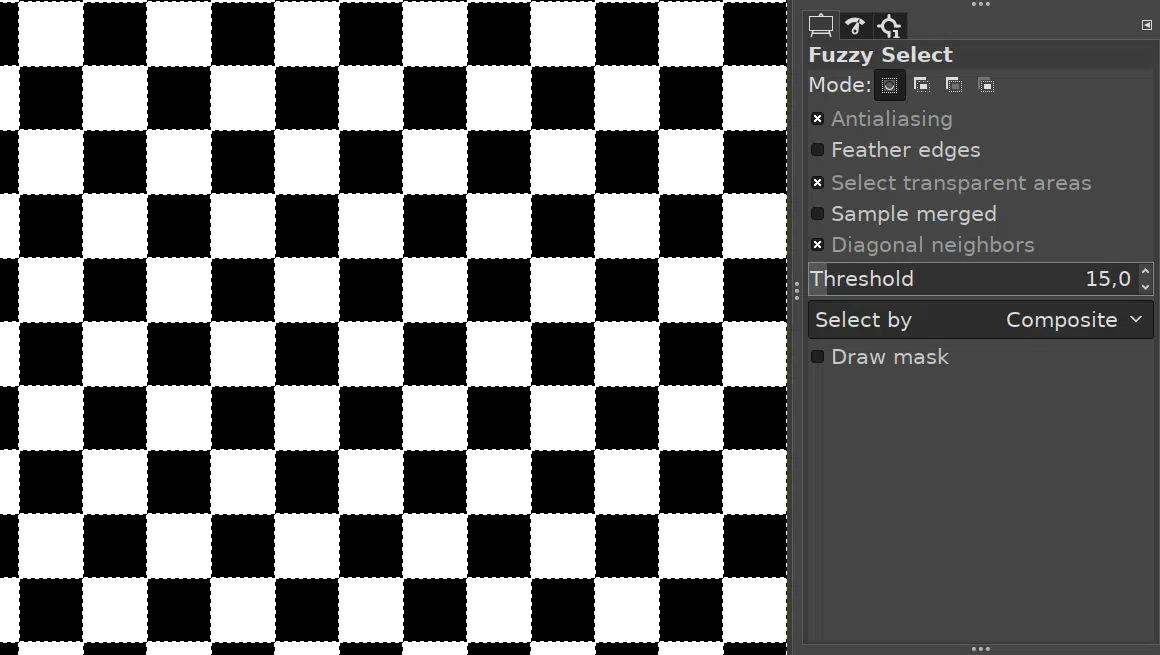 Fuzzy Select
Mode:
Antialiasing
Feather edges
Select transparent areas
Sample merged
Diagonal neighbors
Threshold 15,0
Select by Composite
Draw mask